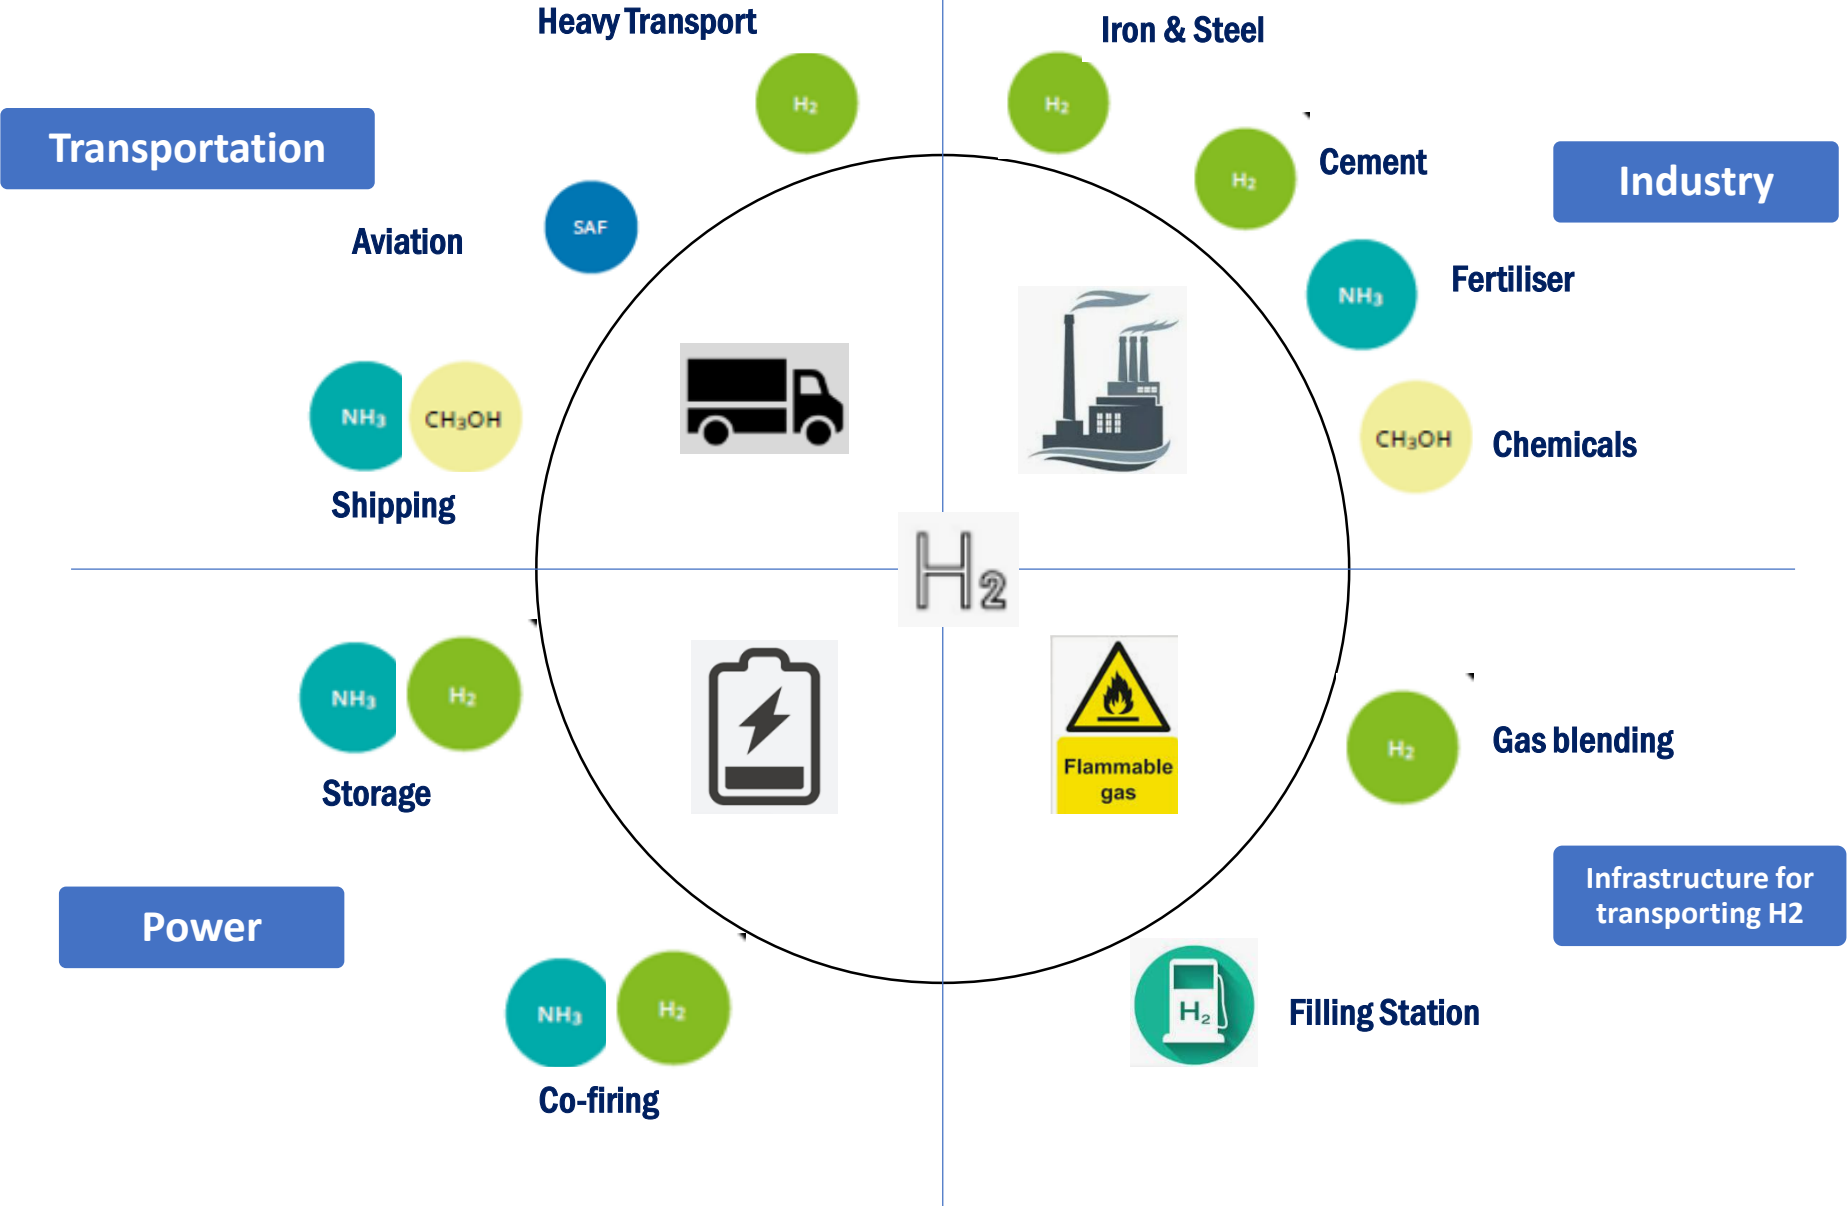 Heavy Transport
H₂
Transportation
Aviation
SAF
NH₃
CH₃OH
Shipping
Iron & Steel
H₂
H₂
Cement
Industry
NH₃
Fertiliser
CH₃OH
Chemicals
H₂
NH₃
H₂
Storage
Power
NH₃
H₂
Co-firing
Flammable
gas
H₂
Gas blending
Infrastructure for
transporting H2
H₂
Filling Station